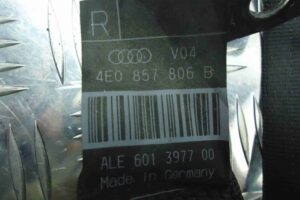 R
V04
4E0 857 806 B
ALE 601 3977 00
Made in Germany